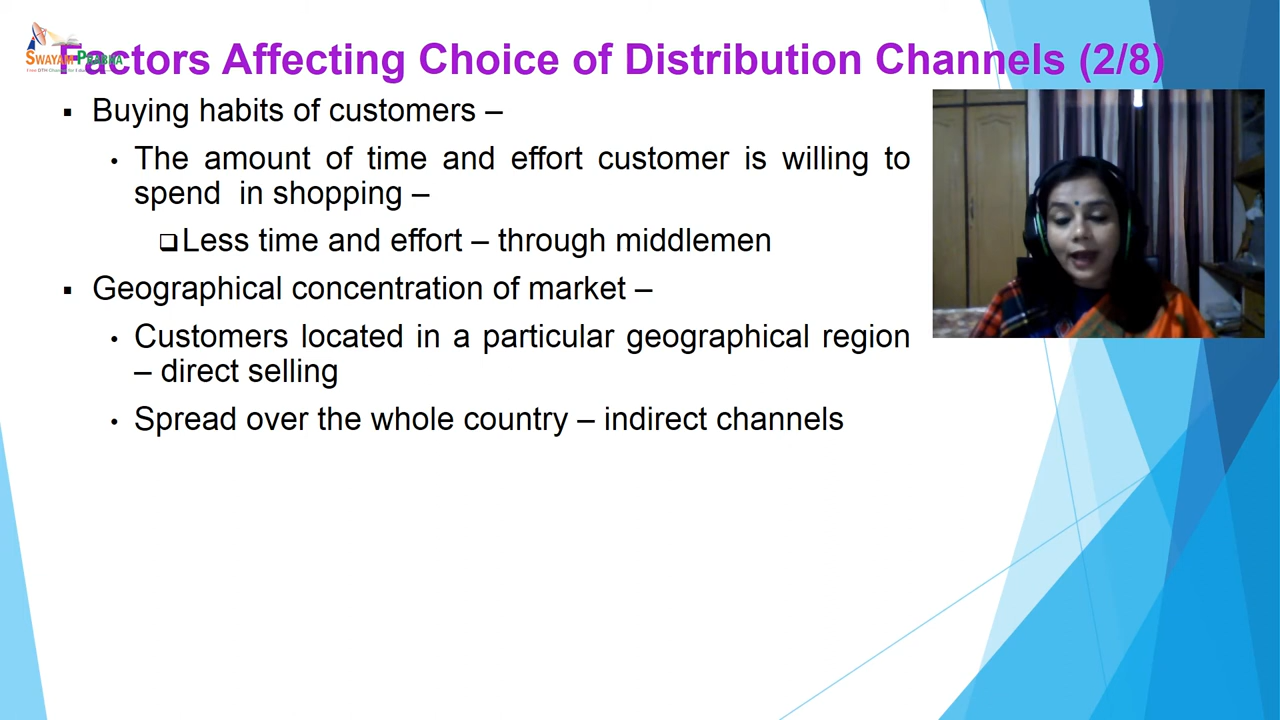 SWAYAM PRABHA
Factors Affecting Choice of Distribution Channels (2/8)
▪ Buying habits of customers –
• The amount of time and effort customer is willing to
spend in shopping –
❑Less time and effort – through middlemen
▪ Geographical concentration of market –
• Customers located in a particular geographical region
– direct selling
• Spread over the whole country – indirect channels